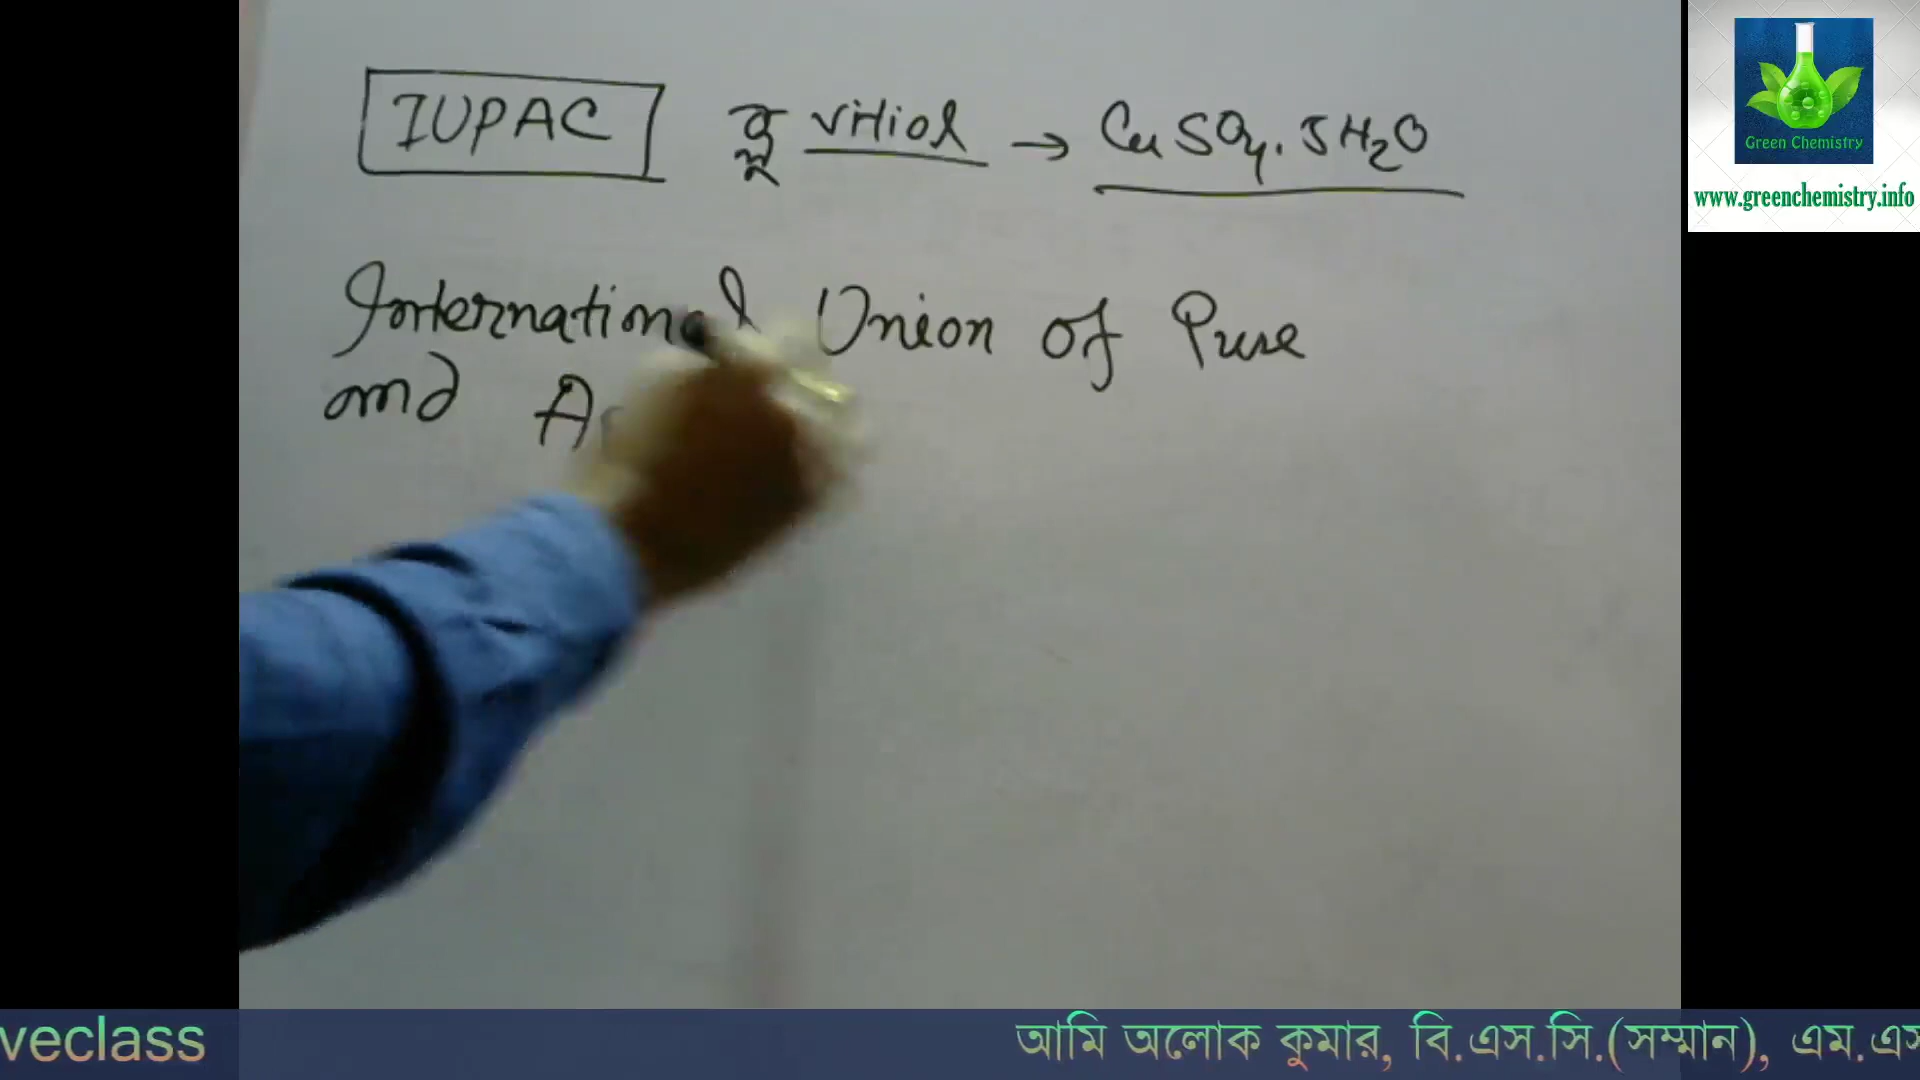 IUPAC ব্লু vitriol → CuSO4.5H2O
International Union of Pure
and
Green Chemistry
www.greenchemistry.info
veclass
আমি অলোক কুমার, বি.এস.সি.(সম্মান), এম.এস